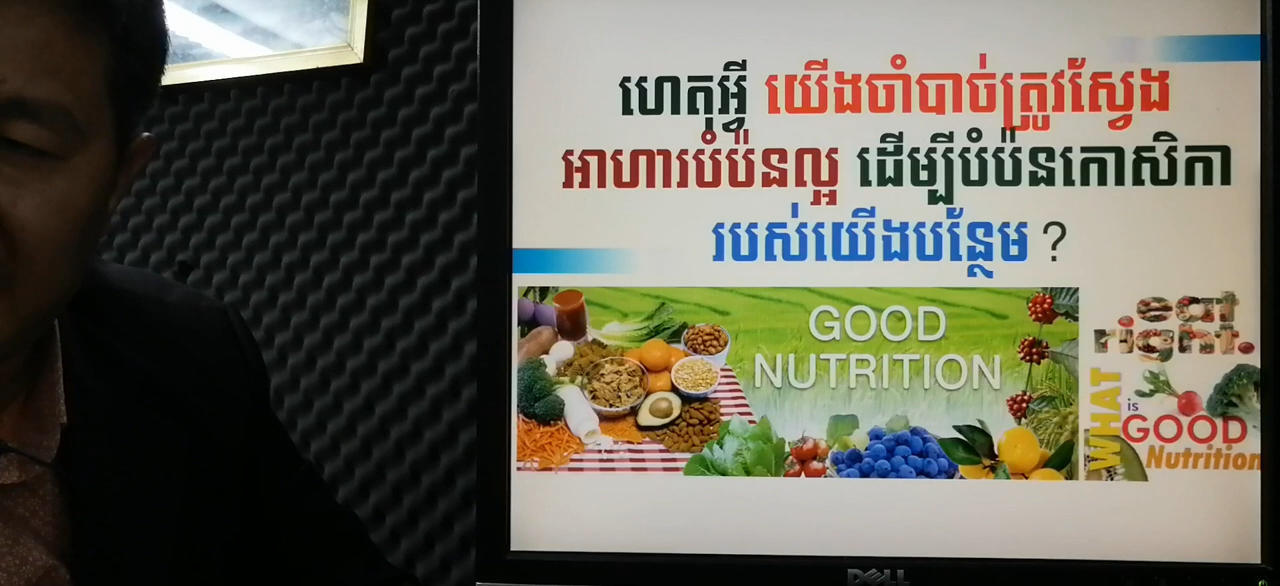 ហេតុអ្វី យើងចាំបាច់ត្រូវស្វែង
អាហារបំប៉នល្អ ដើម្បីបំប៉នកោសិកា
របស់យើងបន្ថែម ?
GOOD
NUTRITION
eat
right.
WHAT
is
GOOD
Nutrition
DELL